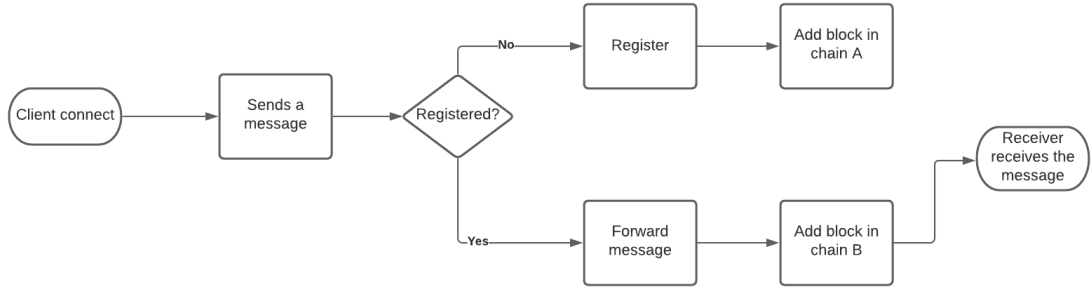 Client connect
Sends a
message
Registered?
No
Register
Add block in
chain A
Yes
Forward
message
Add block in
chain B
Receiver
receives the
message